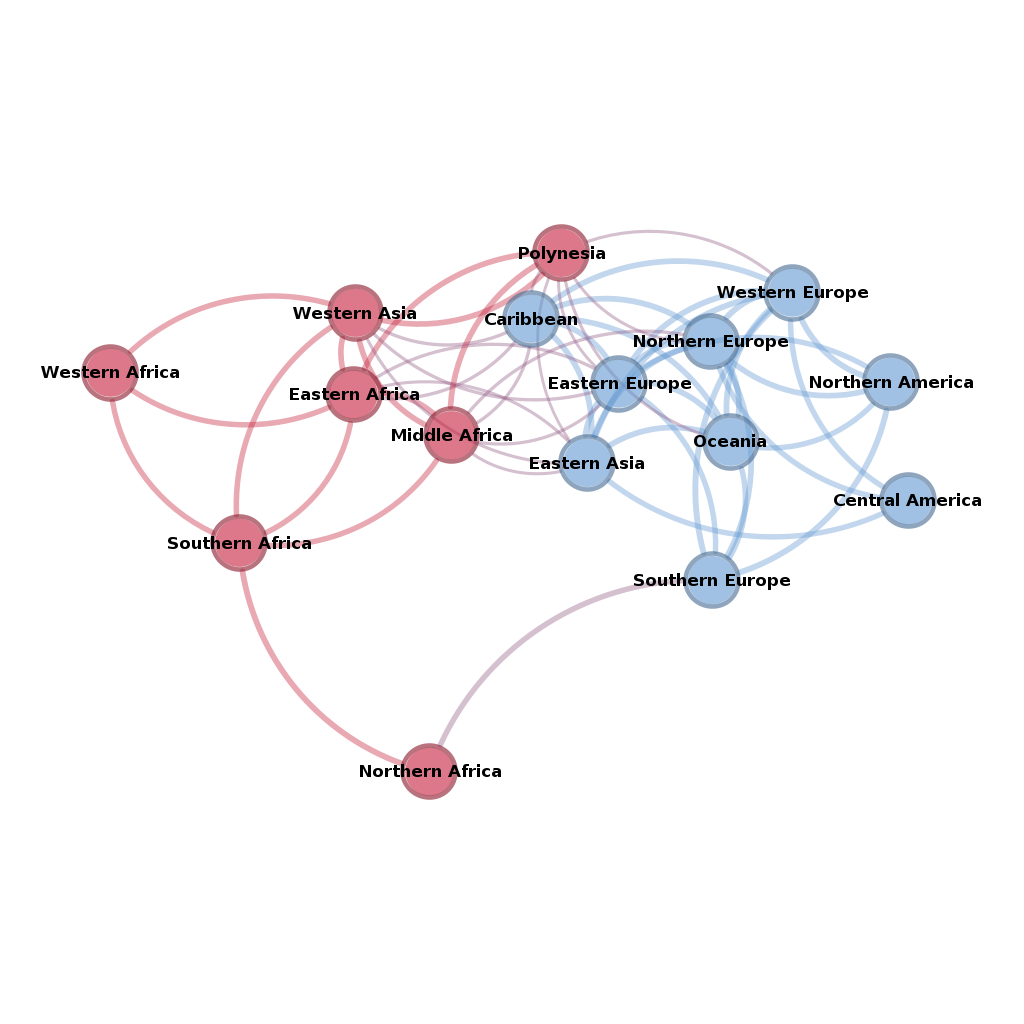 Polynesia
Western Europe
Western Asia
Caribbean
Northern Europe
Western Africa
Eastern Europe
Northern America
Eastern Africa
Middle Africa
Oceania
Eastern Asia
Central America
Southern Africa
Southern Europe
Northern Africa